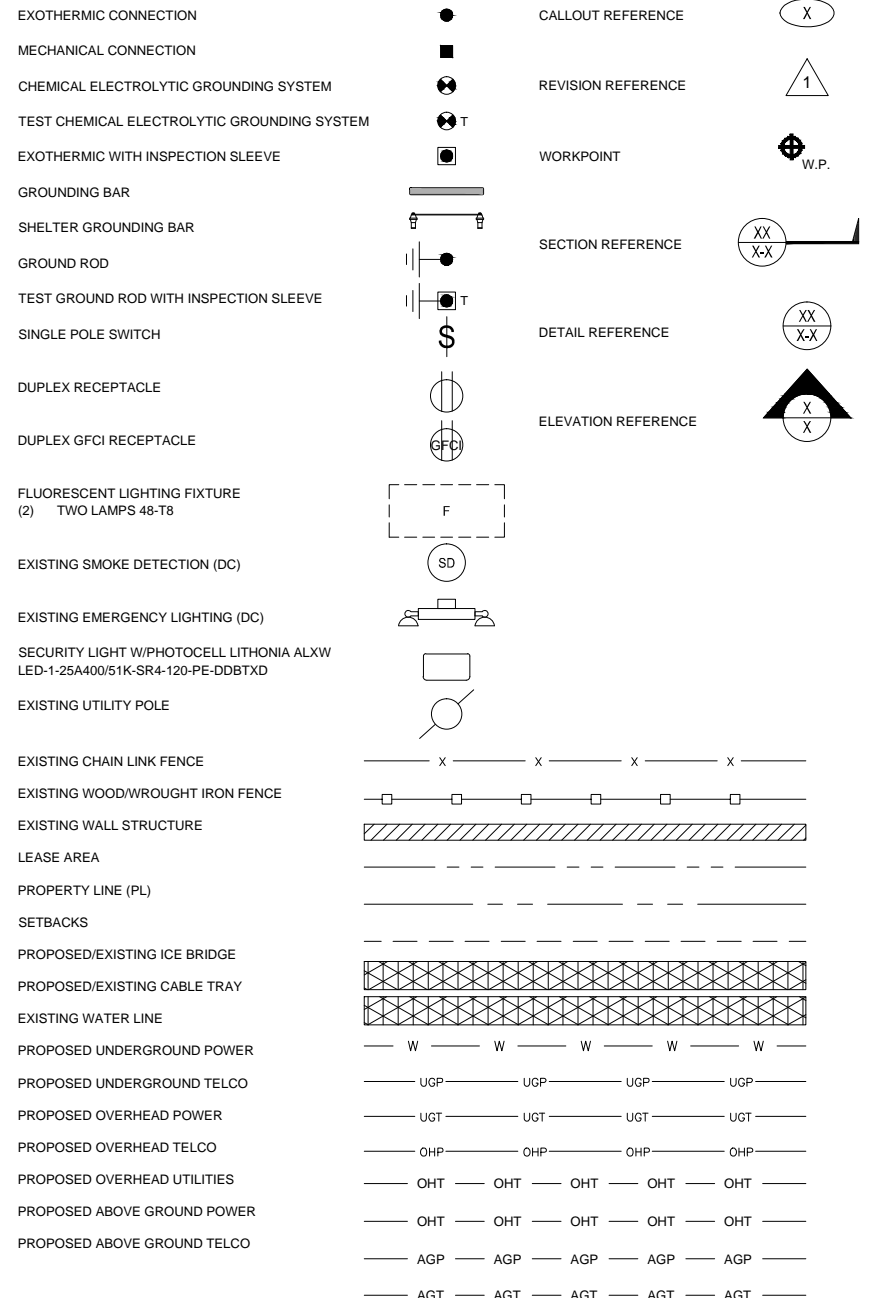 EXOTHERMIC CONNECTION
MECHANICAL CONNECTION
CHEMICAL ELECTROLYTIC GROUNDING SYSTEM
TEST CHEMICAL ELECTROLYTIC GROUNDING SYSTEM
T
EXOTHERMIC WITH INSPECTION SLEEVE
GROUNDING BAR
SHELTER GROUNDING BAR
GROUND ROD
TEST GROUND ROD WITH INSPECTION SLEEVE
T
SINGLE POLE SWITCH
$
DUPLEX RECEPTACLE
DUPLEX GFCI RECEPTACLE
GFCI
FLUORESCENT LIGHTING FIXTURE
(2) TWO LAMPS 48-T8
F
EXISTING SMOKE DETECTION (DC)
SD
EXISTING EMERGENCY LIGHTING (DC)
SECURITY LIGHT W/PHOTOCELL LITHONIA ALXW
LED-1-25A400/51K-SR4-120-PE-DDBTXD
EXISTING UTILITY POLE
CALLOUT REFERENCE
X
REVISION REFERENCE
1
WORKPOINT
W.P.
SECTION REFERENCE
XX
X-X
DETAIL REFERENCE
XX
X-X
ELEVATION REFERENCE
X
X
EXISTING CHAIN LINK FENCE
X X X X
EXISTING WOOD/WROUGHT IRON FENCE
EXISTING WALL STRUCTURE
LEASE AREA
PROPERTY LINE (PL)
SETBACKS
PROPOSED/EXISTING ICE BRIDGE
PROPOSED/EXISTING CABLE TRAY
EXISTING WATER LINE
PROPOSED UNDERGROUND POWER
W W W W W
PROPOSED UNDERGROUND TELCO
UGP UGP UGP UGP
PROPOSED OVERHEAD POWER
UGT UGT UGT UGT
PROPOSED OVERHEAD TELCO
OHP OHP OHP OHP
PROPOSED OVERHEAD UTILITIES
OHT OHT OHT OHT OHT
PROPOSED ABOVE GROUND POWER
OHT OHT OHT OHT OHT
PROPOSED ABOVE GROUND TELCO
AGP AGP AGP AGP AGP
AGT AGT AGT AGT AGT